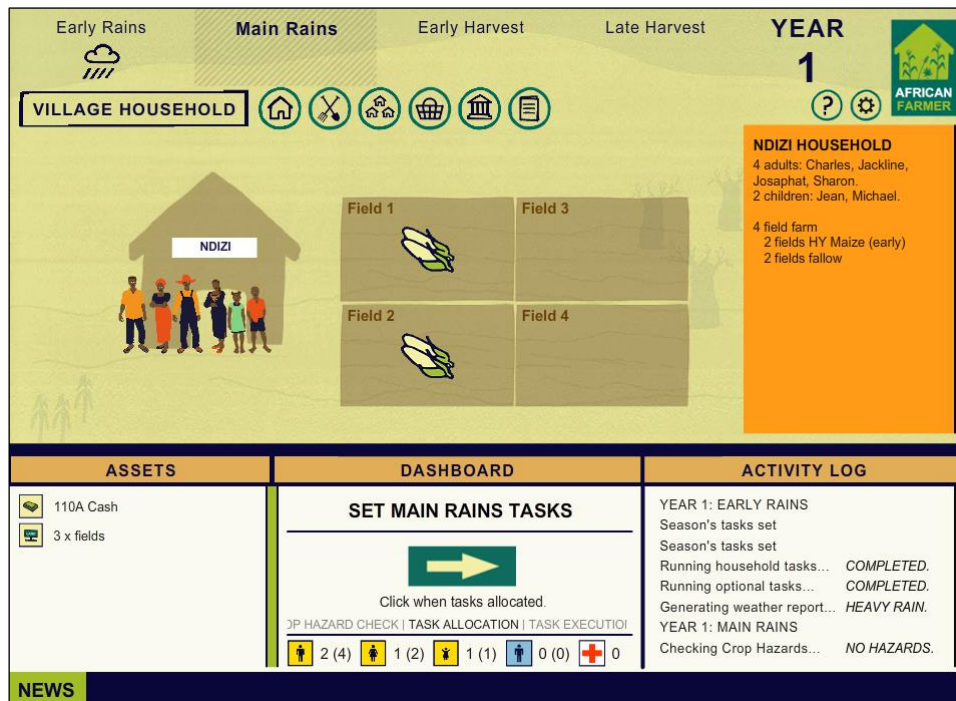 Early Rains
Main Rains
Early Harvest
Late Harvest
YEAR
1
AFRICAN
FARMER
VILLAGE HOUSEHOLD
?
NDIZI HOUSEHOLD
4 adults: Charles, Jackline,
Josaphat, Sharon.
2 children: Jean, Michael.
4 field farm
2 fields HY Maize (early)
2 fields fallow
NDIZI
Field 1
Field 3
Field 2
Field 4
ASSETS
110A Cash
3 x fields
DASHBOARD
SET MAIN RAINS TASKS
Click when tasks allocated.
OP HAZARD CHECK | TASK ALLOCATION | TASK EXECUTIO
2 (4) 1 (2) 1 (1) 0 (0) 0
ACTIVITY LOG
YEAR 1: EARLY RAINS
Season's tasks set
Season's tasks set
Running household tasks... COMPLETED.
Running optional tasks... COMPLETED.
Generating weather report... HEAVY RAIN.
YEAR 1: MAIN RAINS
Checking Crop Hazards... NO HAZARDS.
NEWS